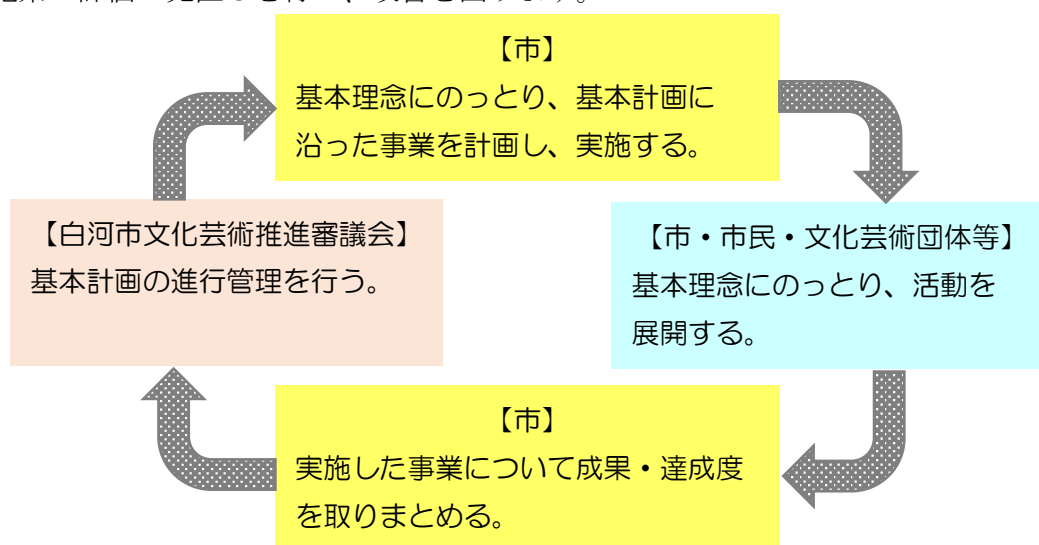 【市】
基本理念にのっとり、基本計画に
沿った事業を計画し、実施する。
【白河市文化芸術推進審議会】
基本計画の進行管理を行う。
【市・市民・文化芸術団体等】
基本理念にのっとり、活動を
展開する。
【市】
実施した事業について成果・達成度
を取りまとめる。